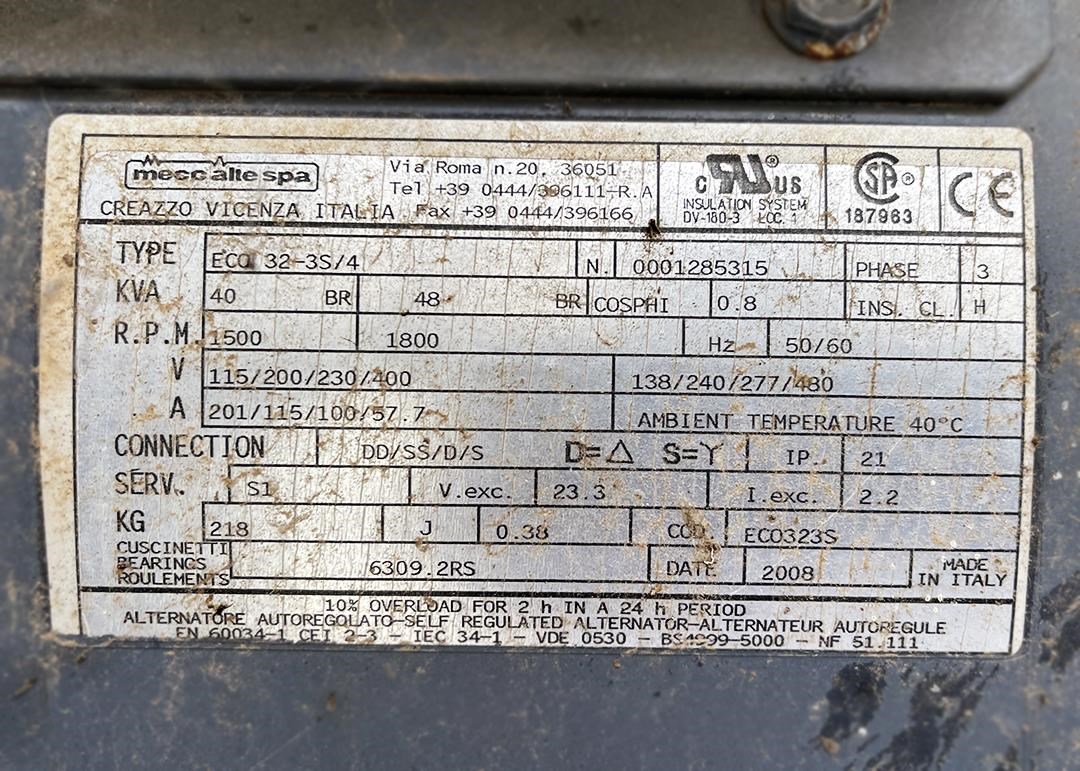 mecc alte spa
Via Roma n.20, 36051
Tel +39 0444/396111-R.A
CREAZZO VICENZA ITALIA Fax +39 0444/396166
c RU® US
INSULATION SYSTEM
DV-180-3 LOC. 1
SA®
187963
CE
TYPE ECO 32-3S/4 N. 0001285315 PHASE 3
KVA 40 BR 48 BR COSPHI 0.8 INS. CL. H
R.P.M. 1500 1800 Hz 50/60
V 115/200/230/400 138/240/277/480
A 201/115/100/57.7 AMBIENT TEMPERATURE 40°C
CONNECTION DD/SS/D/S D=△ S=Y IP. 21
SERV. S1 V.exc. 23.3 I.exc. 2.2
KG 218 J 0.38 COD. ECO323S
CUSCINETTI
BEARINGS
ROULEMENTS
6309.2RS DATE 2008
MADE
IN ITALY
10% OVERLOAD FOR 2 h IN A 24 h PERIOD
ALTERNATORE AUTOREGOLATO-SELF REGULATED ALTERNATOR-ALTERNATEUR AUTOREGULE
EN 60034-1 CEI 2-3 - IEC 34-1 - VDE 0530 - BS4999-5000 - NF 51.111